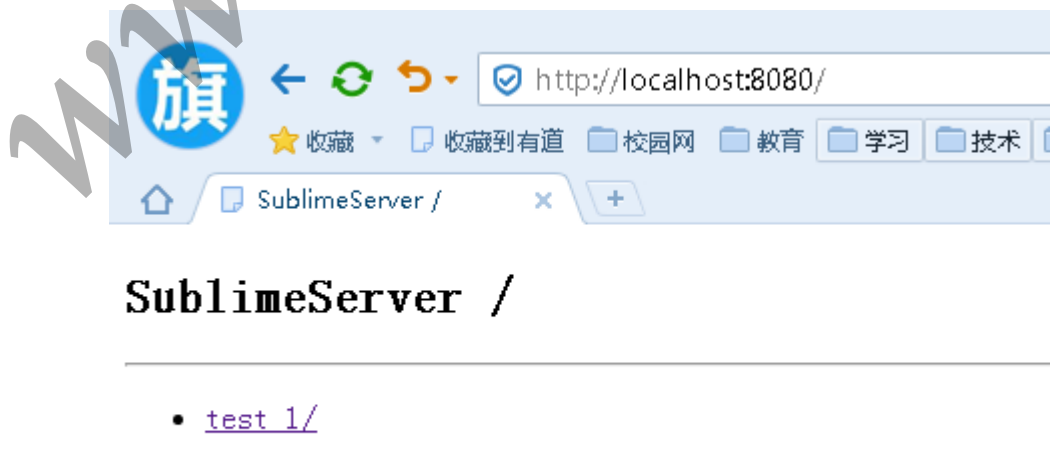 旗
http://localhost:8080/
收藏 收藏到有道 校园网 教育 学习 技术
SublimeServer /
SublimeServer /
test 1/
ww